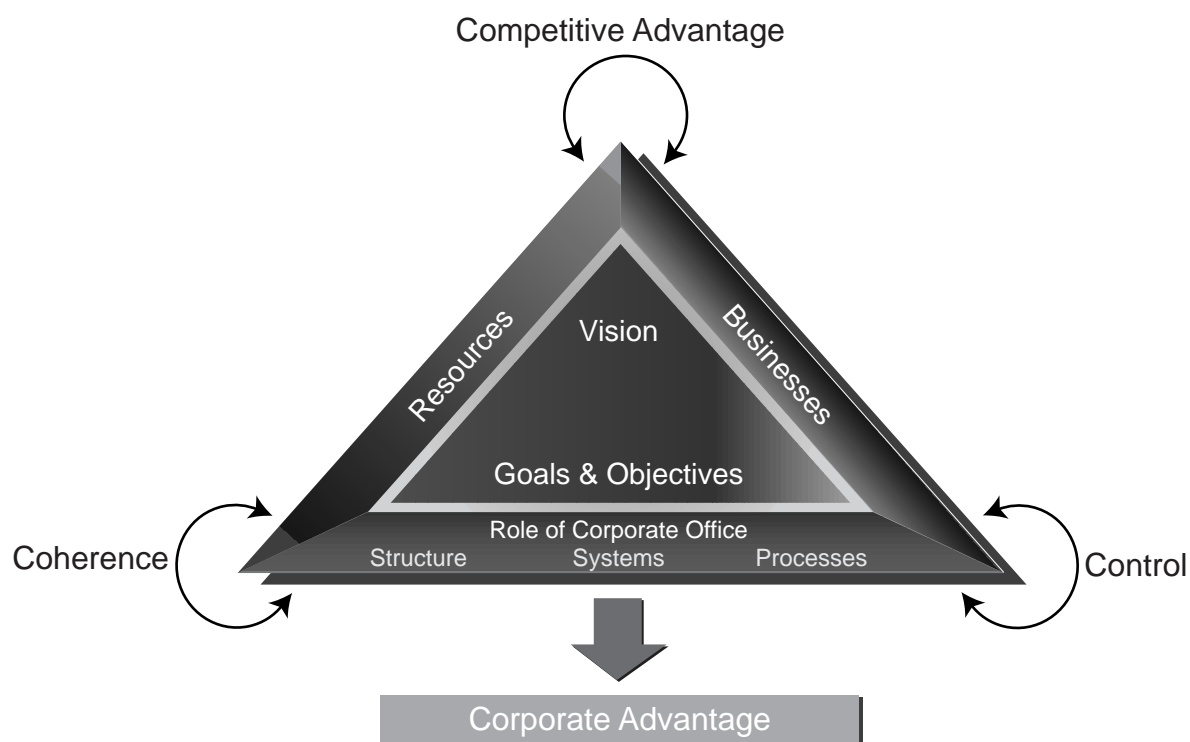 Competitive Advantage
Resources
Businesses
Vision
Goals & Objectives
Role of Corporate Office
Structure Systems Processes
Coherence
Control
Corporate Advantage